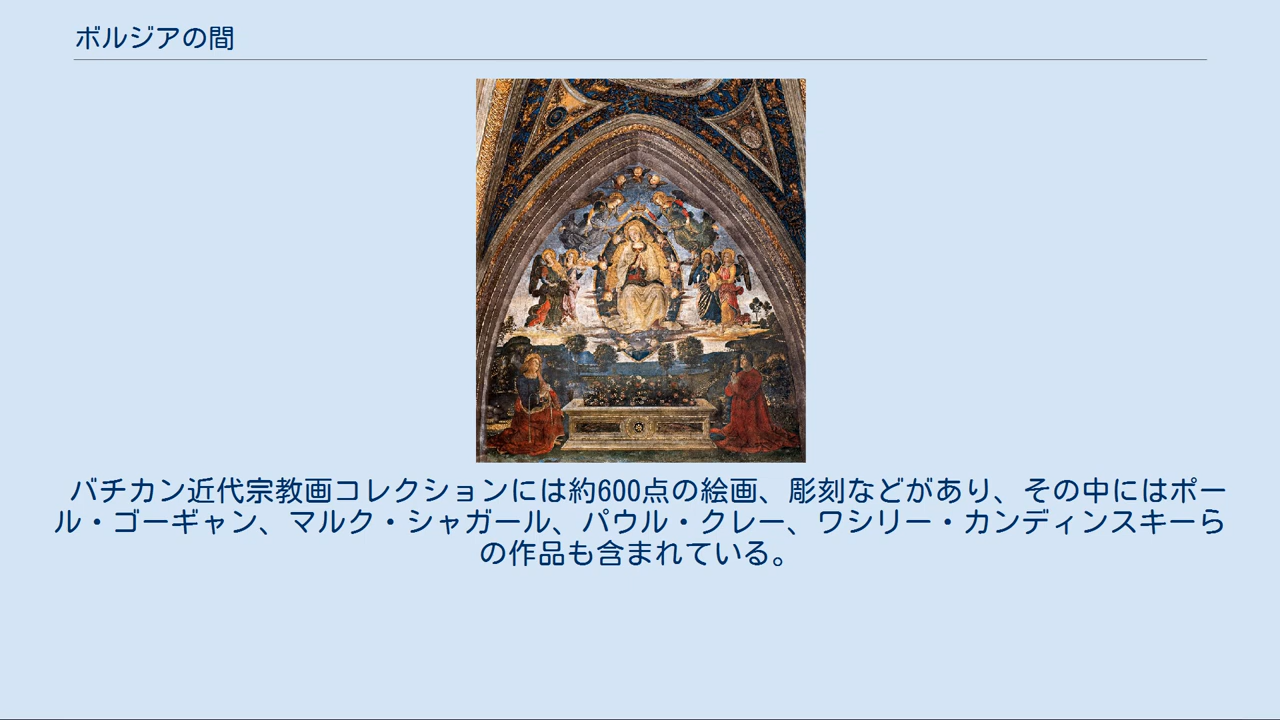 ボルジアの間
バチカン近代宗教画コレクションには約600点の絵画、彫刻などがあり、その中にはポー
ル・ゴーギャン、マルク・シャガール、パウル・クレー、ワシリー・カンディンスキーら
の作品も含まれている。